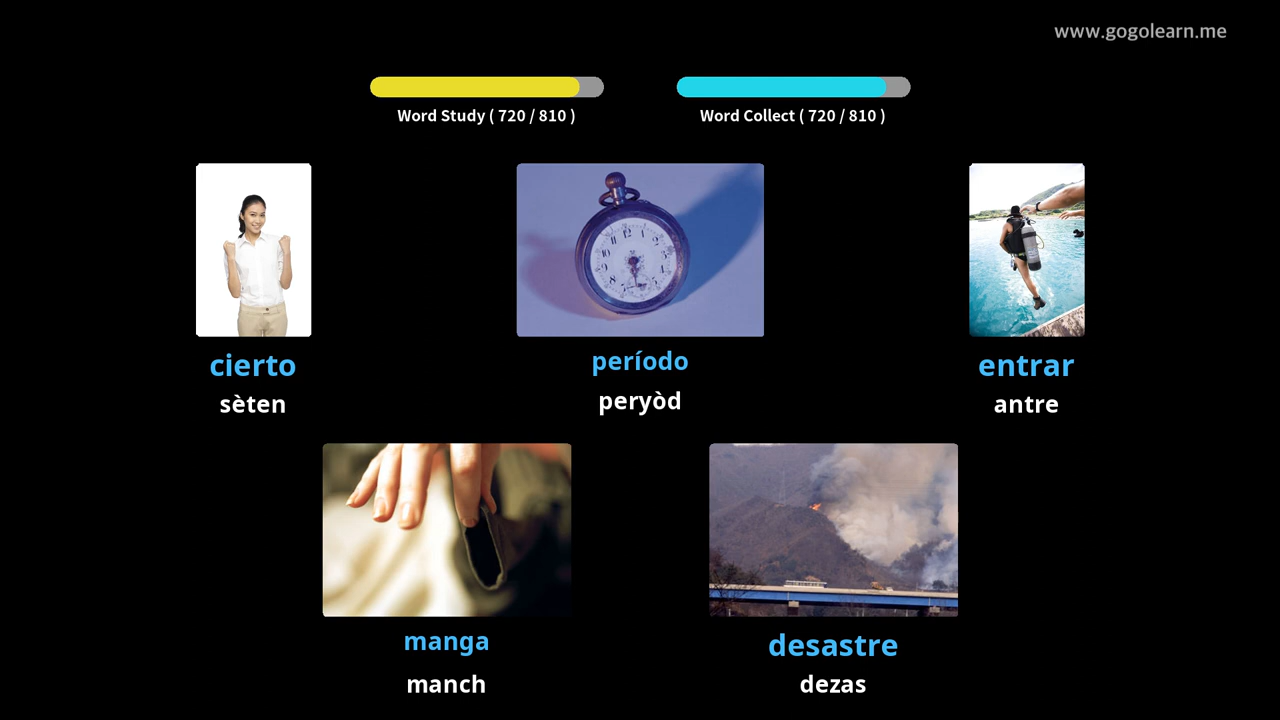 www.gogolearn.me
Word Study ( 720 / 810 )
Word Collect ( 720 / 810 )
cierto
sèten
período
peryòd
entrar
antre
manga
manch
desastre
dezas